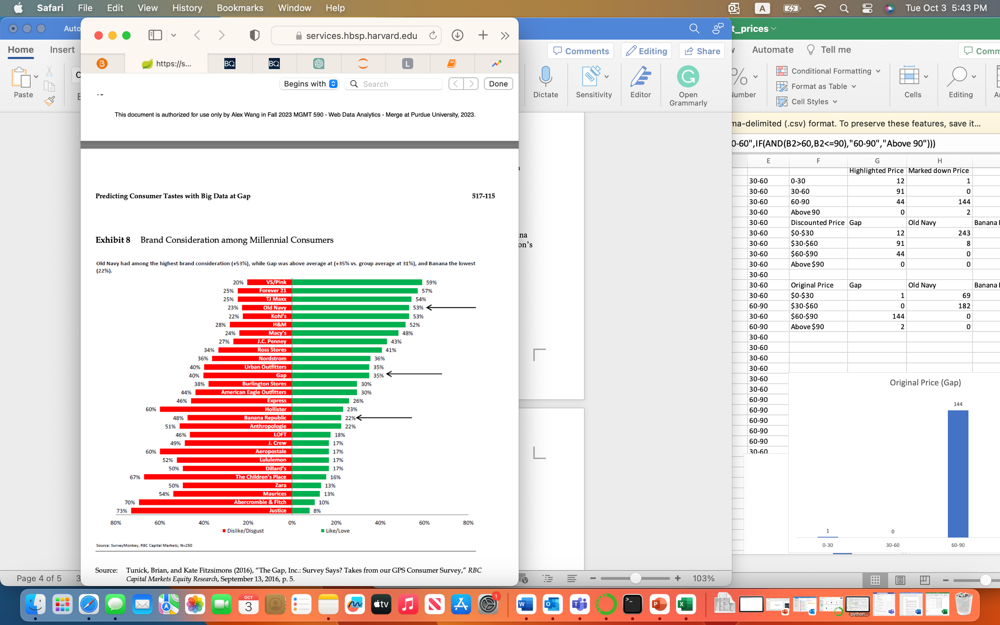 Safari File Edit View History Bookmarks Window Help
A
Tue Oct 3 5:43 PM
Auto
services.hbsp.harvard.edu
t_prices
Home Insert
Comments Editing Share
Automate Tell me
Comm
https://s...
BQ
BQ
L
Paste
Begins with Search Done
Dictate Sensitivity Editor Open Grammarly
Number
Conditional Formatting
Format as Table
Cell Styles
Cells Editing
This document is authorized for use only by Alex Wang in Fall 2023 MGMT 590 - Web Data Analytics - Merge at Purdue University, 2023.
Predicting Consumer Tastes with Big Data at Gap 517-115
Exhibit 8 Brand Consideration among Millennial Consumers
Old Navy had among the highest brand consideration (+53%), while Gap was above average at (+35% vs. group average at 31%), and Banana the lowest
(22%).
20% VS/Pink 59%
25% Forever 21 57%
25% TJ Maxx 54%
23% Old Navy 53%
22% Kohl's 53%
28% H&M 52%
24% Macy's 48%
27% J.C. Penney 43%
34% Ross Stores 41%
36% Nordstrom 36%
40% Urban Outfitters 35%
40% Gap 35%
38% Burlington Stores 30%
44% American Eagle Outfitters 30%
46% Express 26%
60% Hollister 23%
48% Banana Republic 22%
51% Anthropologie 22%
46% LOFT 18%
49% J. Crew 17%
60% Aeropostale 17%
52% Lululemon 17%
50% Dillard's 17%
67% The Children's Place 16%
50% Zara 13%
54% Maurices 13%
70% Abercrombie & Fitch 10%
73% Justice 8%
80% 60% 40% 20% 0% 20% 40% 60% 80%
Dislike/Disgust Like/Love
Source: SurveyMonkey, RBC Capital Markets; N=250
Source: Tunick, Brian, and Kate Fitzsimons (2016), “The Gap, Inc.: Survey Says? Takes from our GPS Consumer Survey,” RBC
Capital Markets Equity Research, September 13, 2016, p. 5.
na
on’s
ma-delimited (.csv) format. To preserve these features, save it...
0-60",IF(AND(B2>60,B2<=90),"60-90","Above 90")))
E F G H
Highlighted Price Marked down Price
30-60 0-30 12 1
30-60 30-60 91 0
30-60 60-90 44 144
30-60 Above 90 0 2
30-60 Discounted Price Gap Old Navy Banana
30-60 $0-$30 12 243
30-60 $30-$60 91 8
30-60 $60-$90 44 0
30-60 Above $90 0 0
30-60
30-60 Original Price Gap Old Navy Banana
30-60 $0-$30 1 69
60-90 $30-$60 0 182
30-60 $60-$90 144 0
60-90 Above $90 2 0
30-60
30-60
30-60
30-60
30-60
30-60
60-90
60-90
60-90
60-90
60-90
30-60
Original Price (Gap)
144
1
0
0-30 30-60 60-90
Page 4 of 5 3
103%
OCT
3
tv
1
python...